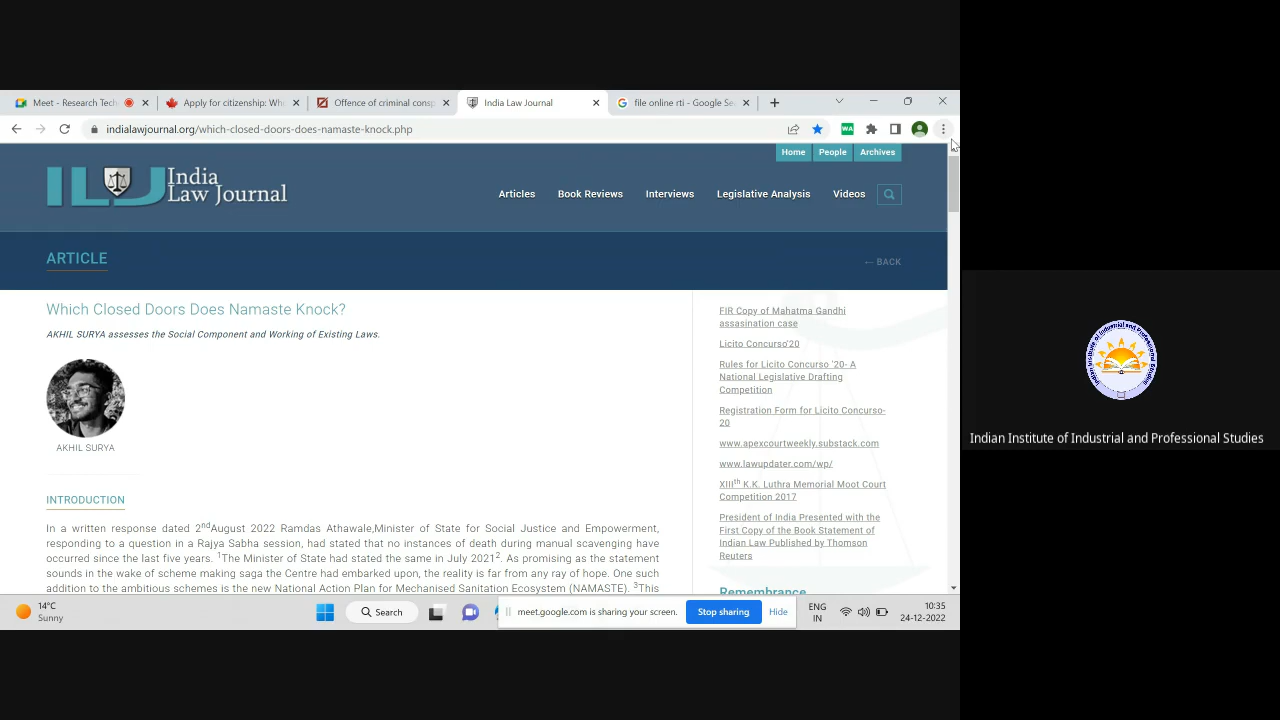 Meet - Research Tech
Apply for citizenship: Wh
Offence of criminal consp
India Law Journal
file online rti - Google Se
indialawjournal.org/which-closed-doors-does-namaste-knock.php
WA
Home People Archives
ILJ India
Law Journal
Articles Book Reviews Interviews Legislative Analysis Videos
ARTICLE
← BACK
Which Closed Doors Does Namaste Knock?
AKHIL SURYA assesses the Social Component and Working of Existing Laws.
AKHIL SURYA
INTRODUCTION
In a written response dated 2ndAugust 2022 Ramdas Athawale,Minister of State for Social Justice and Empowerment,
responding to a question in a Rajya Sabha session, had stated that no instances of death during manual scavenging have
occurred since the last five years. 1The Minister of State had stated the same in July 20212. As promising as the statement
sounds in the wake of scheme making saga the Centre had embarked upon, the reality is far from any ray of hope. One such
addition to the ambitious schemes is the new National Action Plan for Mechanised Sanitation Ecosystem (NAMASTE). 3This
FIR Copy of Mahatma Gandhi
assasination case
Licito Concurso'20
Rules for Licito Concurso '20- A
National Legislative Drafting
Competition
Registration Form for Licito Concurso-
20
www.apexcourtweekly.substack.com
www.lawupdater.com/wp/
XIIIth K.K. Luthra Memorial Moot Court
Competition 2017
President of India Presented with the
First Copy of the Book Statement of
Indian Law Published by Thomson
Reuters
Remembrance
Indian Institute of Industrial and Professional Studies
14°C
Sunny
Search
meet.google.com is sharing your screen.
Stop sharing
Hide
ENG
IN
10:35
24-12-2022